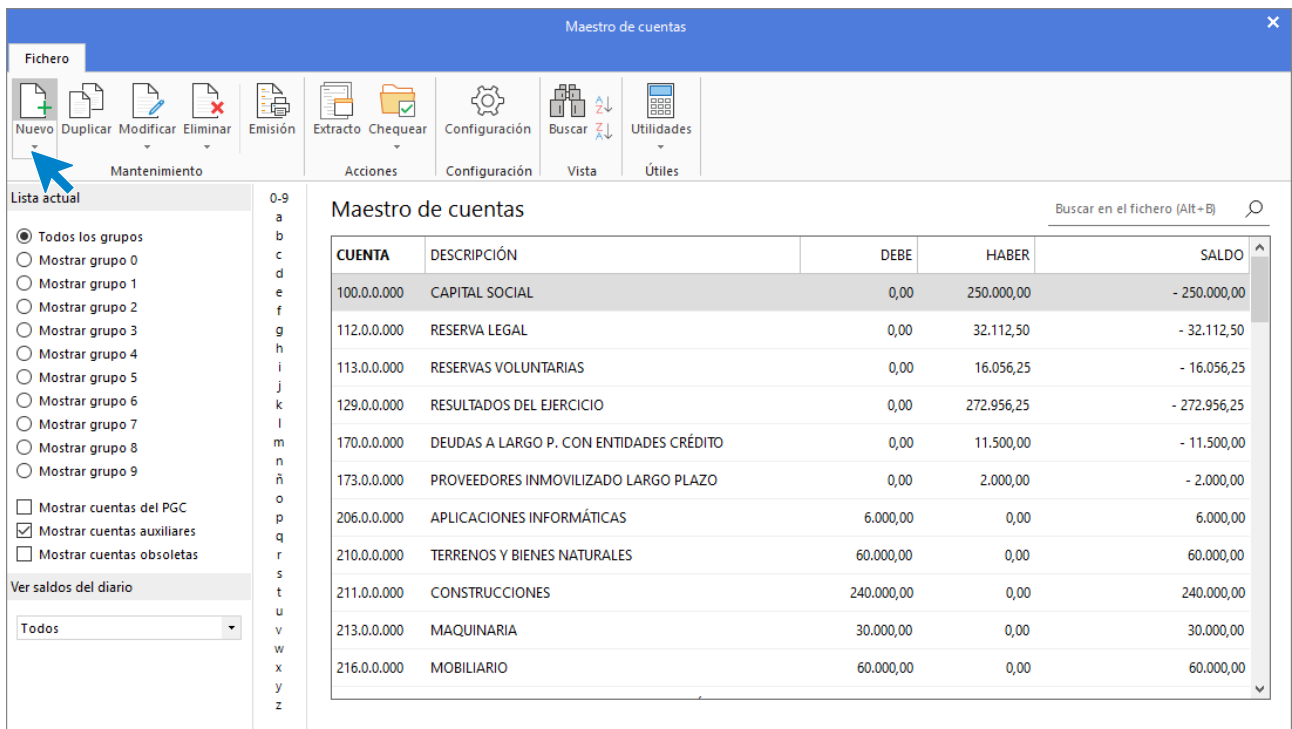 Maestro de cuentas
Fichero
Nuevo Duplicar Modificar Eliminar Emisión Extracto Chequear Configuración Buscar Utilidades
Mantenimiento Acciones Configuración Vista Útiles
Lista actual
Todos los grupos
Mostrar grupo 0
Mostrar grupo 1
Mostrar grupo 2
Mostrar grupo 3
Mostrar grupo 4
Mostrar grupo 5
Mostrar grupo 6
Mostrar grupo 7
Mostrar grupo 8
Mostrar grupo 9
Mostrar cuentas del PGC
Mostrar cuentas auxiliares
Mostrar cuentas obsoletas
Ver saldos del diario
Todos
0-9
a
b
c
d
e
f
g
h
i
j
k
l
m
n
ñ
o
p
q
r
s
t
u
v
w
x
y
z
Maestro de cuentas
Buscar en el fichero (Alt+B)
CUENTA DESCRIPCIÓN DEBE HABER SALDO
100.0.0.000 CAPITAL SOCIAL 0,00 250.000,00 - 250.000,00
112.0.0.000 RESERVA LEGAL 0,00 32.112,50 - 32.112,50
113.0.0.000 RESERVAS VOLUNTARIAS 0,00 16.056,25 - 16.056,25
129.0.0.000 RESULTADOS DEL EJERCICIO 0,00 272.956,25 - 272.956,25
170.0.0.000 DEUDAS A LARGO P. CON ENTIDADES CRÉDITO 0,00 11.500,00 - 11.500,00
173.0.0.000 PROVEEDORES INMOVILIZADO LARGO PLAZO 0,00 2.000,00 - 2.000,00
206.0.0.000 APLICACIONES INFORMÁTICAS 6.000,00 0,00 6.000,00
210.0.0.000 TERRENOS Y BIENES NATURALES 60.000,00 0,00 60.000,00
211.0.0.000 CONSTRUCCIONES 240.000,00 0,00 240.000,00
213.0.0.000 MAQUINARIA 30.000,00 0,00 30.000,00
216.0.0.000 MOBILIARIO 60.000,00 0,00 60.000,00